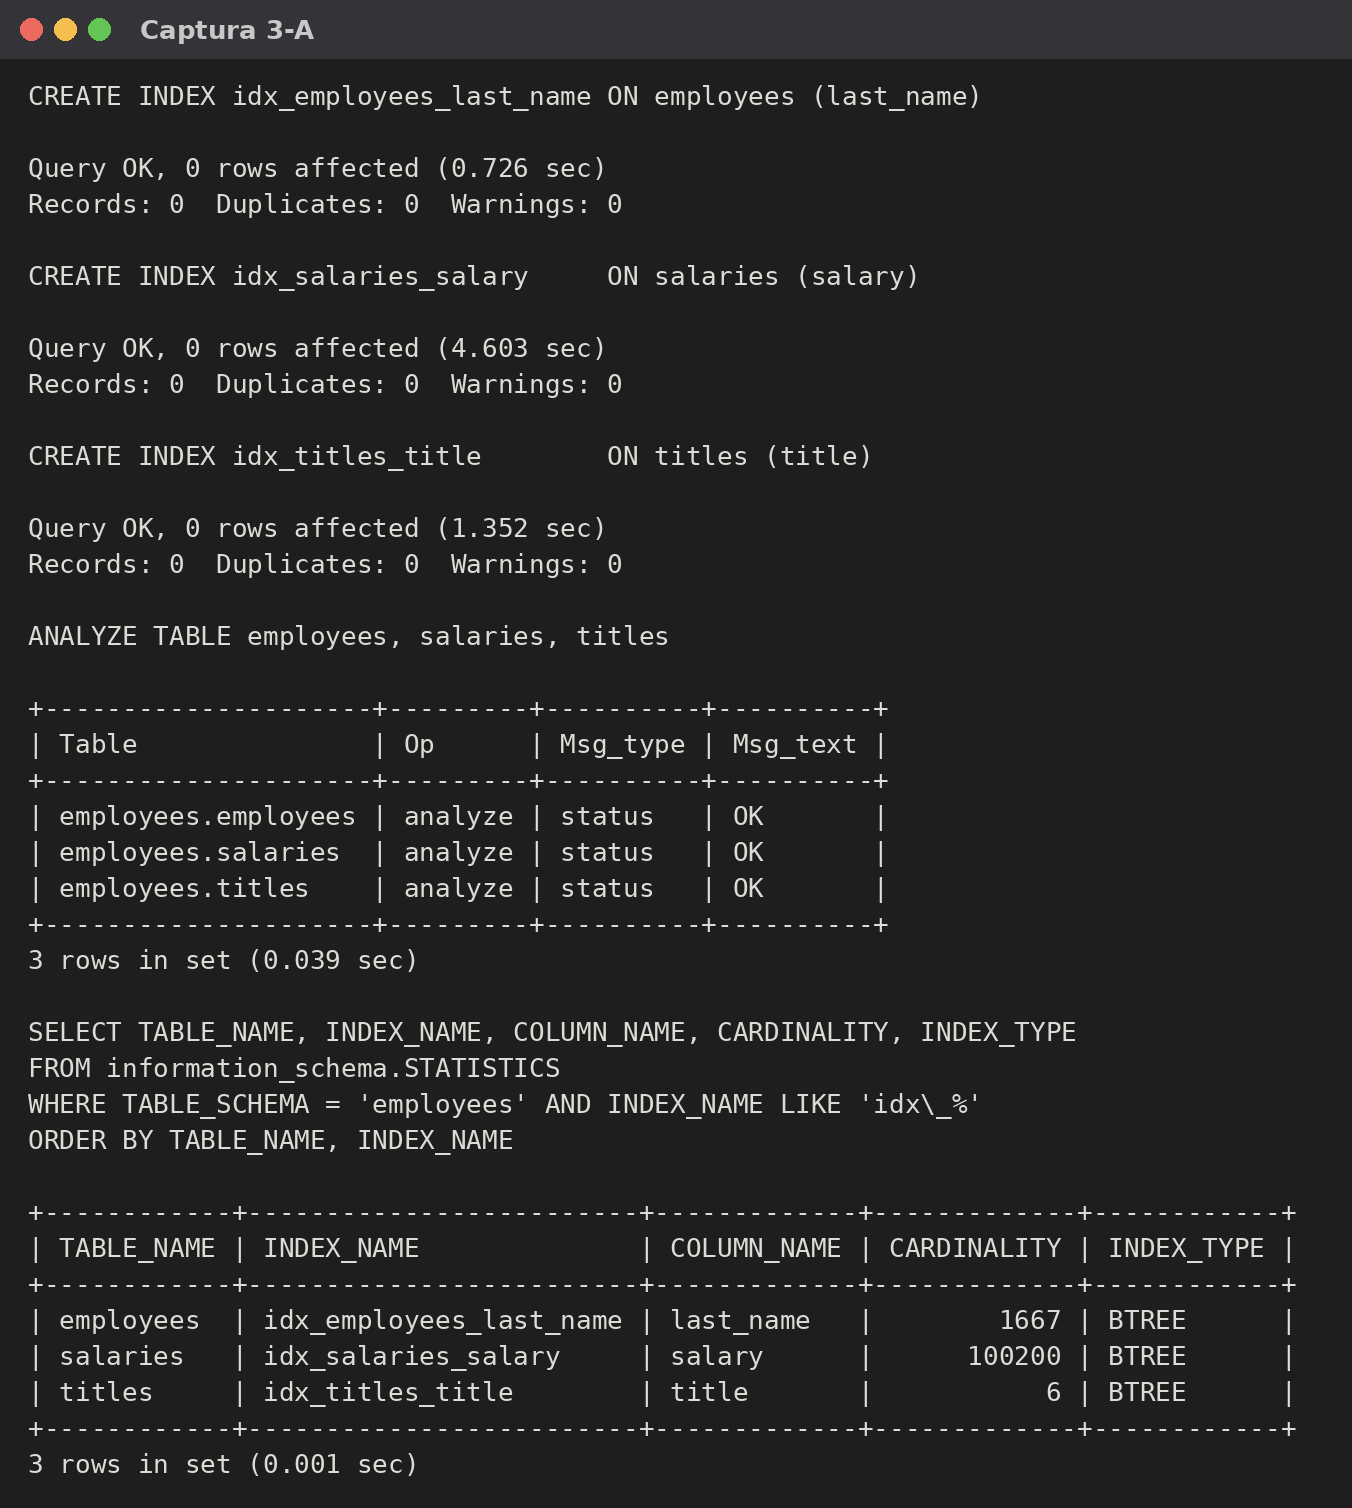 Captura 3-A
CREATE INDEX idx_employees_last_name ON employees (last_name)
Query OK, 0 rows affected (0.726 sec)
Records: 0  Duplicates: 0  Warnings: 0
CREATE INDEX idx_salaries_salary     ON salaries (salary)
Query OK, 0 rows affected (4.603 sec)
Records: 0  Duplicates: 0  Warnings: 0
CREATE INDEX idx_titles_title        ON titles (title)
Query OK, 0 rows affected (1.352 sec)
Records: 0  Duplicates: 0  Warnings: 0
ANALYZE TABLE employees, salaries, titles
+---------------------+---------+----------+----------+
| Table               | Op      | Msg_type | Msg_text |
+---------------------+---------+----------+----------+
| employees.employees | analyze | status   | OK       |
| employees.salaries  | analyze | status   | OK       |
| employees.titles    | analyze | status   | OK       |
+---------------------+---------+----------+----------+
3 rows in set (0.039 sec)
SELECT TABLE_NAME, INDEX_NAME, COLUMN_NAME, CARDINALITY, INDEX_TYPE
FROM information_schema.STATISTICS
WHERE TABLE_SCHEMA = 'employees' AND INDEX_NAME LIKE 'idx\_%'
ORDER BY TABLE_NAME, INDEX_NAME
+------------+-------------------------+-------------+-------------+------------+
| TABLE_NAME | INDEX_NAME              | COLUMN_NAME | CARDINALITY | INDEX_TYPE |
+------------+-------------------------+-------------+-------------+------------+
| employees  | idx_employees_last_name | last_name   |        1667 | BTREE      |
| salaries   | idx_salaries_salary     | salary      |      100200 | BTREE      |
| titles     | idx_titles_title        | title       |           6 | BTREE      |
+------------+-------------------------+-------------+-------------+------------+
3 rows in set (0.001 sec)